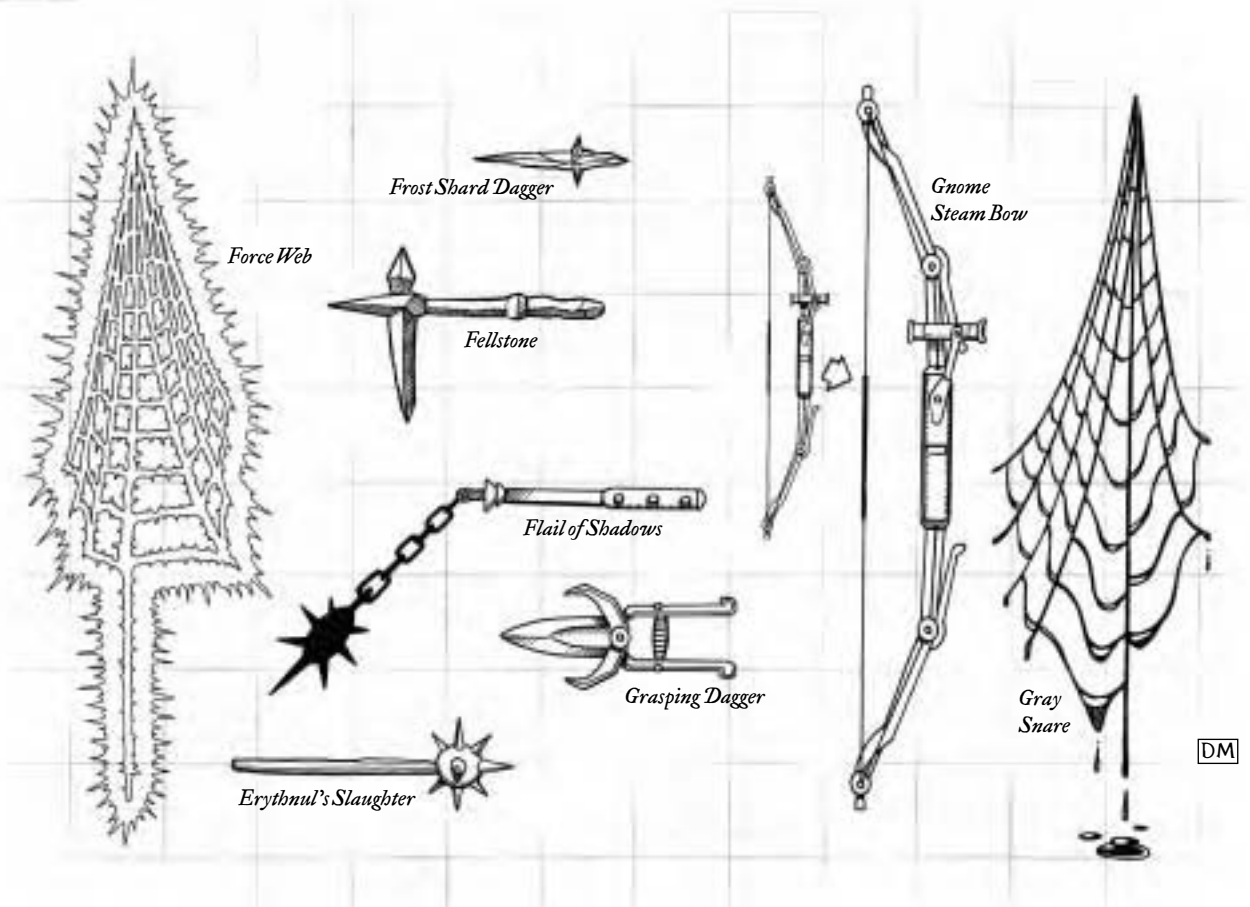 Frost Shard Dagger
Gnome
Steam Bow
Force Web
Fellstone
Flail of Shadows
Grasping Dagger
Gray
Snare
Erythnul's Slaughter
DM